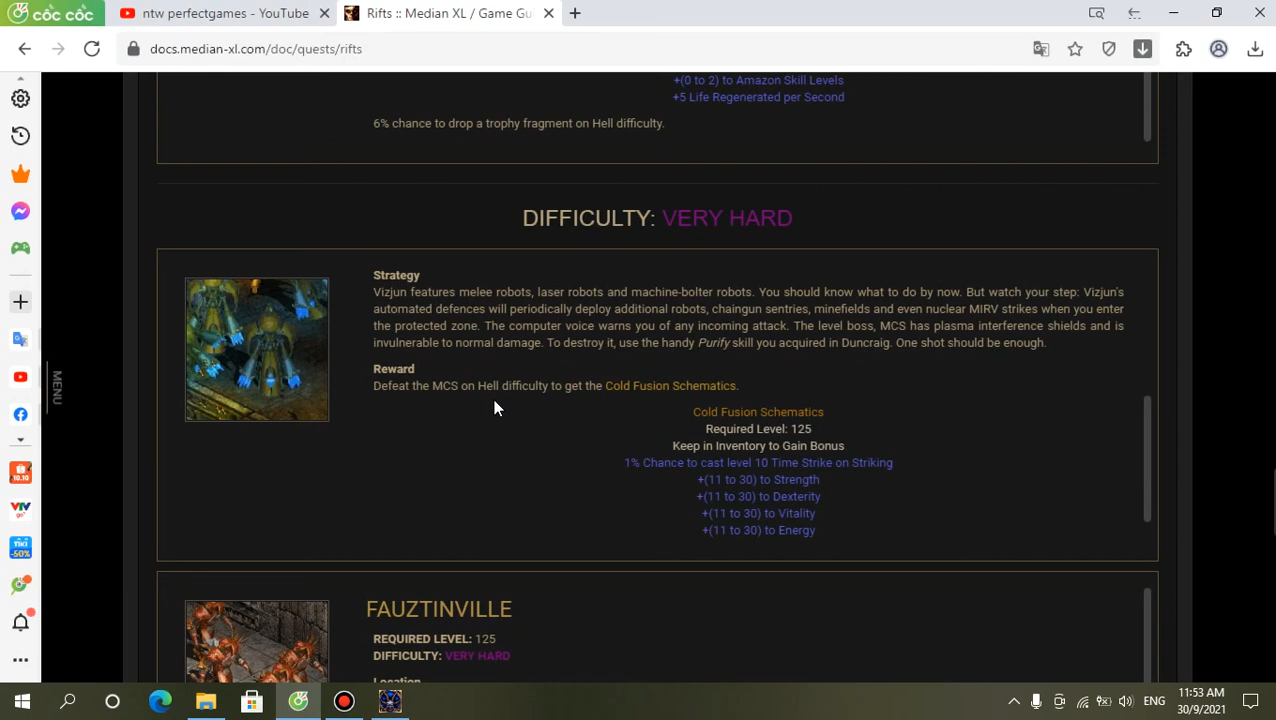 cốc cốc
ntw perfectgames - YouTube
Rifts :: Median XL / Game Gu
docs.median-xl.com/doc/quests/rifts
MENU
10.10
VTV
go
TIKI
-50%
+(0 to 2) to Amazon Skill Levels
+5 Life Regenerated per Second
6% chance to drop a trophy fragment on Hell difficulty.
DIFFICULTY: VERY HARD
Strategy
Vizjun features melee robots, laser robots and machine-bolter robots. You should know what to do by now. But watch your step: Vizjun's
automated defences will periodically deploy additional robots, chaingun sentries, minefields and even nuclear MIRV strikes when you enter
the protected zone. The computer voice warns you of any incoming attack. The level boss, MCS has plasma interference shields and is
invulnerable to normal damage. To destroy it, use the handy Purify skill you acquired in Duncraig. One shot should be enough.
Reward
Defeat the MCS on Hell difficulty to get the Cold Fusion Schematics.
Cold Fusion Schematics
Required Level: 125
Keep in Inventory to Gain Bonus
1% Chance to cast level 10 Time Strike on Striking
+(11 to 30) to Strength
+(11 to 30) to Dexterity
+(11 to 30) to Vitality
+(11 to 30) to Energy
FAUZTINVILLE
REQUIRED LEVEL: 125
DIFFICULTY: VERY HARD
Location
ENG
11:53 AM
30/9/2021